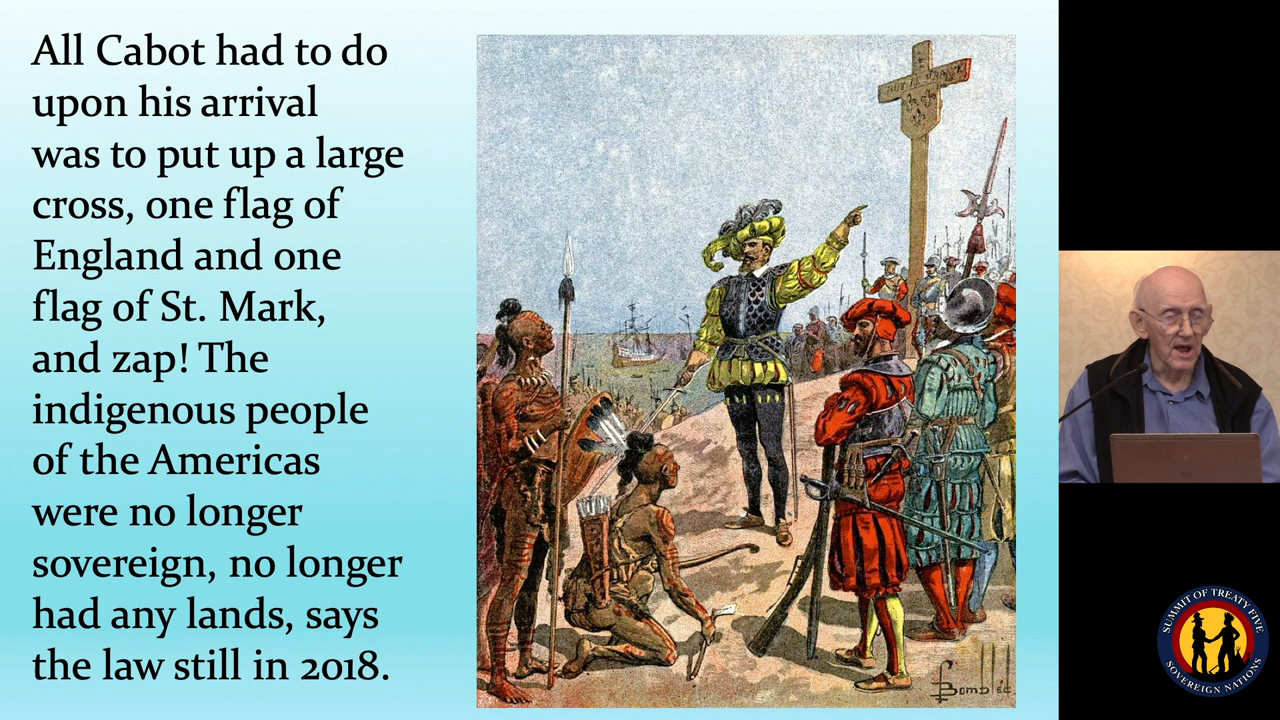 All Cabot had to do
upon his arrival
was to put up a large
cross, one flag of
England and one
flag of St. Mark,
and zap! The
indigenous people
of the Americas
were no longer
sovereign, no longer
had any lands, says
the law still in 2018.
Bombled
SUMMIT OF TREATY FIVE
SOVEREIGN NATIONS